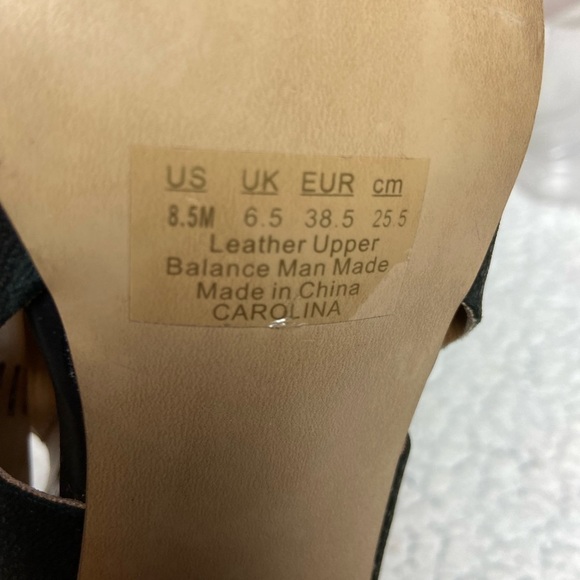 US UK EUR cm
8.5M 6.5 38.5 25.5
Leather Upper
Balance Man Made
Made in China
CAROLINA